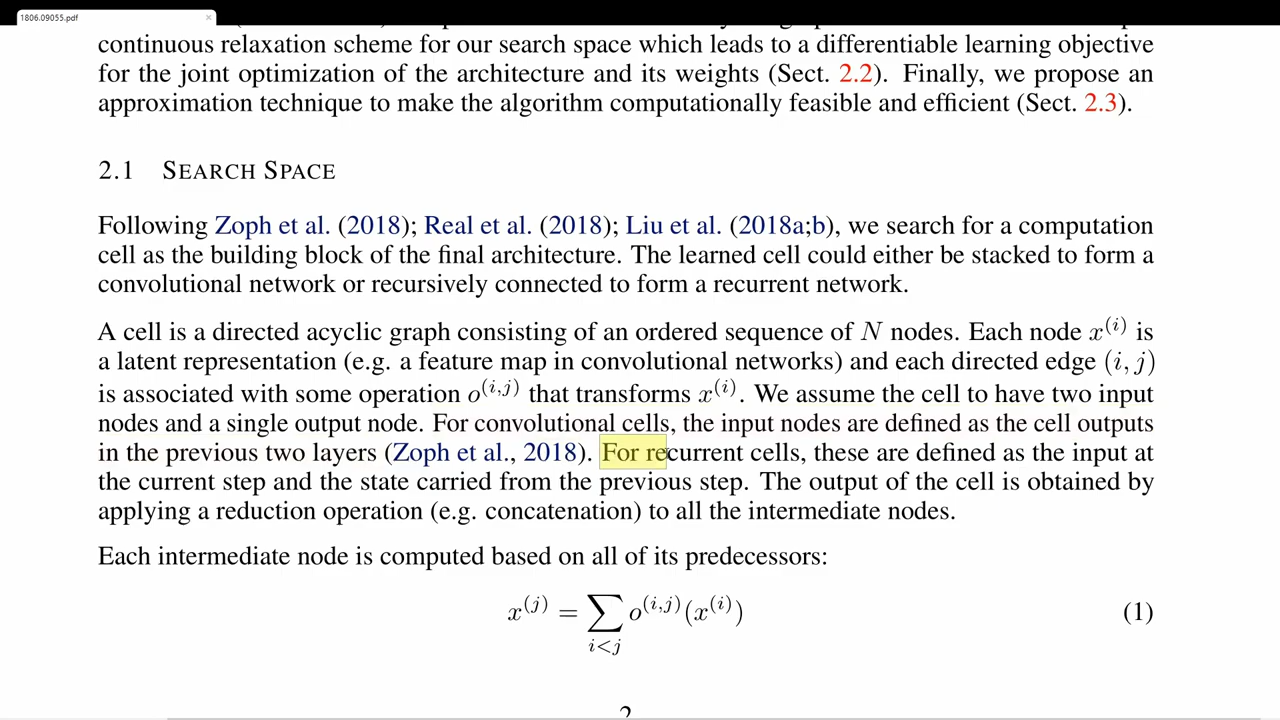 1806.09055.pdf
continuous relaxation scheme for our search space which leads to a differentiable learning objective
for the joint optimization of the architecture and its weights (Sect. 2.2). Finally, we propose an
approximation technique to make the algorithm computationally feasible and efficient (Sect. 2.3).
2.1 SEARCH SPACE
Following Zoph et al. (2018); Real et al. (2018); Liu et al. (2018a;b), we search for a computation
cell as the building block of the final architecture. The learned cell could either be stacked to form a
convolutional network or recursively connected to form a recurrent network.
A cell is a directed acyclic graph consisting of an ordered sequence of N nodes. Each node x^{(i)} is
a latent representation (e.g. a feature map in convolutional networks) and each directed edge (i, j)
is associated with some operation o^{(i,j)} that transforms x^{(i)}. We assume the cell to have two input
nodes and a single output node. For convolutional cells, the input nodes are defined as the cell outputs
in the previous two layers (Zoph et al., 2018). For recurrent cells, these are defined as the input at
the current step and the state carried from the previous step. The output of the cell is obtained by
applying a reduction operation (e.g. concatenation) to all the intermediate nodes.
Each intermediate node is computed based on all of its predecessors:
x^{(j)} = \sum_{i<j} o^{(i,j)}(x^{(i)}) (1)
2